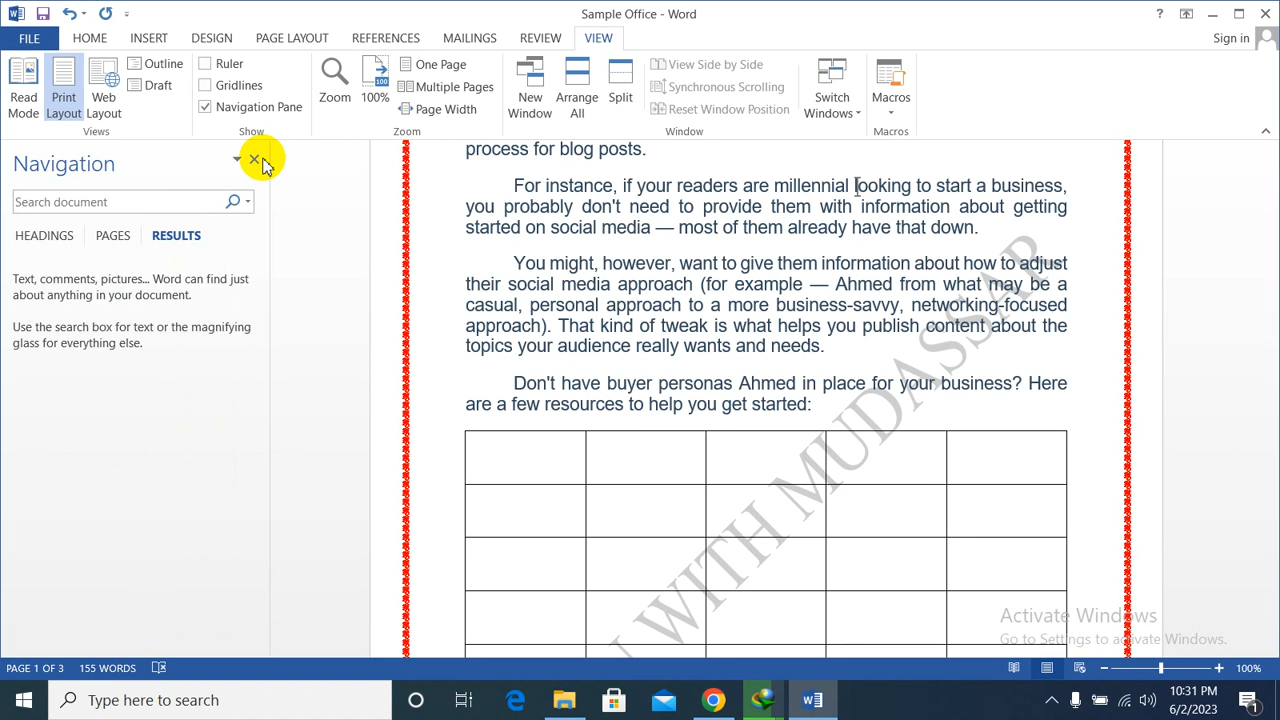 Sample Office - Word
?
FILE HOME INSERT DESIGN PAGE LAYOUT REFERENCES MAILINGS REVIEW VIEW Sign in
Read Mode
Print Layout
Web Layout
Outline
Draft
Views
Ruler
Gridlines
Navigation Pane
Show
Zoom
100
100%
One Page
Multiple Pages
Page Width
Zoom
New Window
Arrange All
Split
View Side by Side
Synchronous Scrolling
Reset Window Position
Window
Switch Windows
Macros
Macros
Navigation
Search document
HEADINGS PAGES RESULTS
Text, comments, pictures... Word can find just
about anything in your document.
Use the search box for text or the magnifying
glass for everything else.
process for blog posts.
For instance, if your readers are millennial looking to start a business,
you probably don't need to provide them with information about getting
started on social media — most of them already have that down.
You might, however, want to give them information about how to adjust
their social media approach (for example — Ahmed from what may be a
casual, personal approach to a more business-savvy, networking-focused
approach). That kind of tweak is what helps you publish content about the
topics your audience really wants and needs.
Don't have buyer personas Ahmed in place for your business? Here
are a few resources to help you get started:
WITH MUDASSAR
Activate Windows
Go to Settings to activate Windows.
PAGE 1 OF 3 155 WORDS 100%
Type here to search
10:31 PM
6/2/2023
1